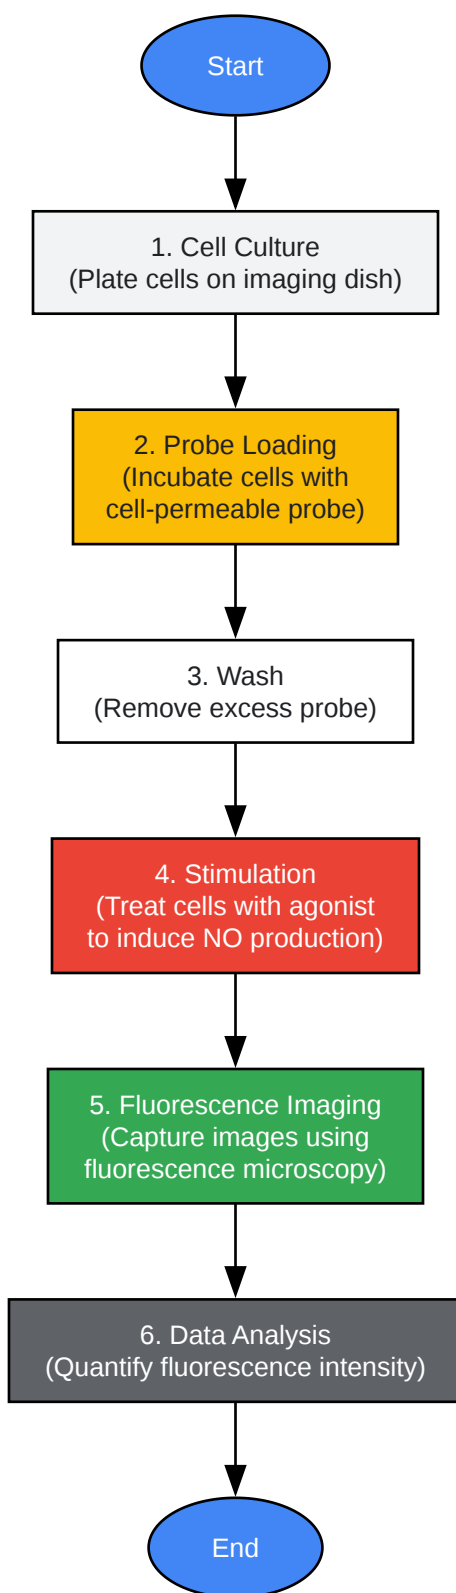 Start
1. Cell Culture
(Plate cells on imaging dish)
2. Probe Loading
(Incubate cells with
cell-permeable probe)
3. Wash
(Remove excess probe)
4. Stimulation
(Treat cells with agonist
to induce NO production)
5. Fluorescence Imaging
(Capture images using
fluorescence microscopy)
6. Data Analysis
(Quantify fluorescence intensity)
End